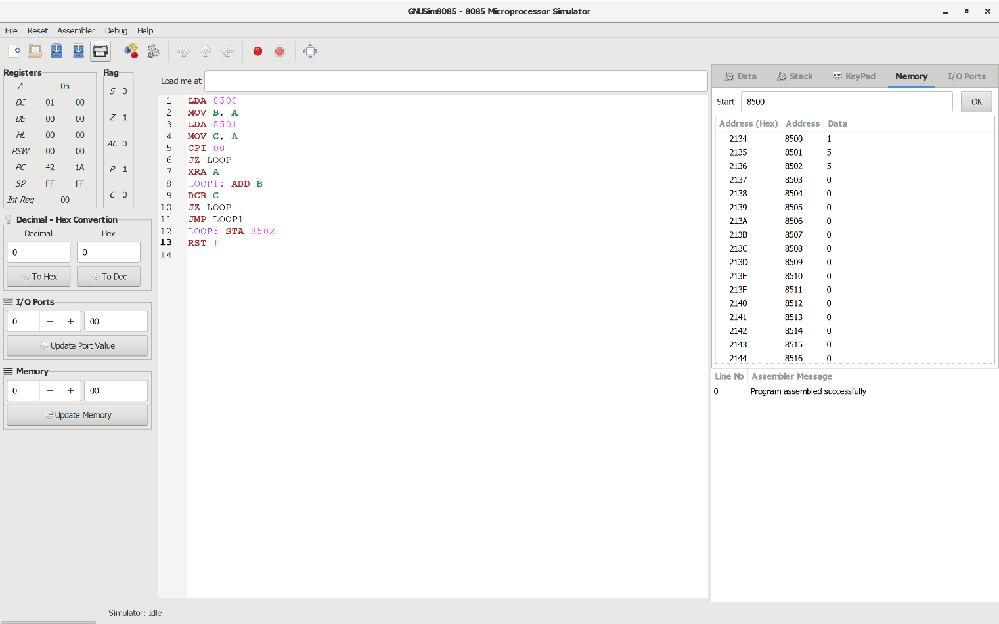 GNUSim8085 - 8085 Microprocessor Simulator
File Reset Assembler Debug Help
Registers
A 05
BC 01 00
DE 00 00
HL 00 00
PSW 00 00
PC 42 1A
SP FF FF
Int-Reg 00
Flag
S 0
Z 1
AC 0
P 1
C 0
Decimal - Hex Convertion
Decimal Hex
0 0
To Hex To Dec
I/O Ports
0 − + 00
Update Port Value
Memory
0 − + 00
Update Memory
Load me at
1 LDA 8500
2 MOV B, A
3 LDA 8501
4 MOV C, A
5 CPI 00
6 JZ LOOP
7 XRA A
8 LOOP1: ADD B
9 DCR C
10 JZ LOOP
11 JMP LOOP1
12 LOOP: STA 8502
13 RST 1
14
Data Stack Abc KeyPad Memory I/O Ports
Start 8500 OK
Address (Hex) Address Data
2134 8500 1
2135 8501 5
2136 8502 5
2137 8503 0
2138 8504 0
2139 8505 0
213A 8506 0
213B 8507 0
213C 8508 0
213D 8509 0
213E 8510 0
213F 8511 0
2140 8512 0
2141 8513 0
2142 8514 0
2143 8515 0
2144 8516 0
Line No Assembler Message
0 Program assembled successfully
Simulator: Idle